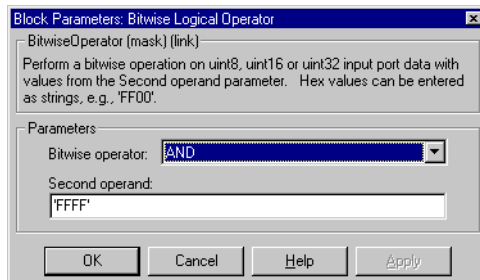 Block Parameters: Bitwise Logical Operator
BitwiseOperator (mask) (link)
Perform a bitwise operation on uint8, uint16 or uint32 input port data with
values from the Second operand parameter.  Hex values can be entered
as strings, e.g., 'FF00'.
Parameters
Bitwise operator: AND
Second operand:
'FFFF'
OK Cancel Help Apply